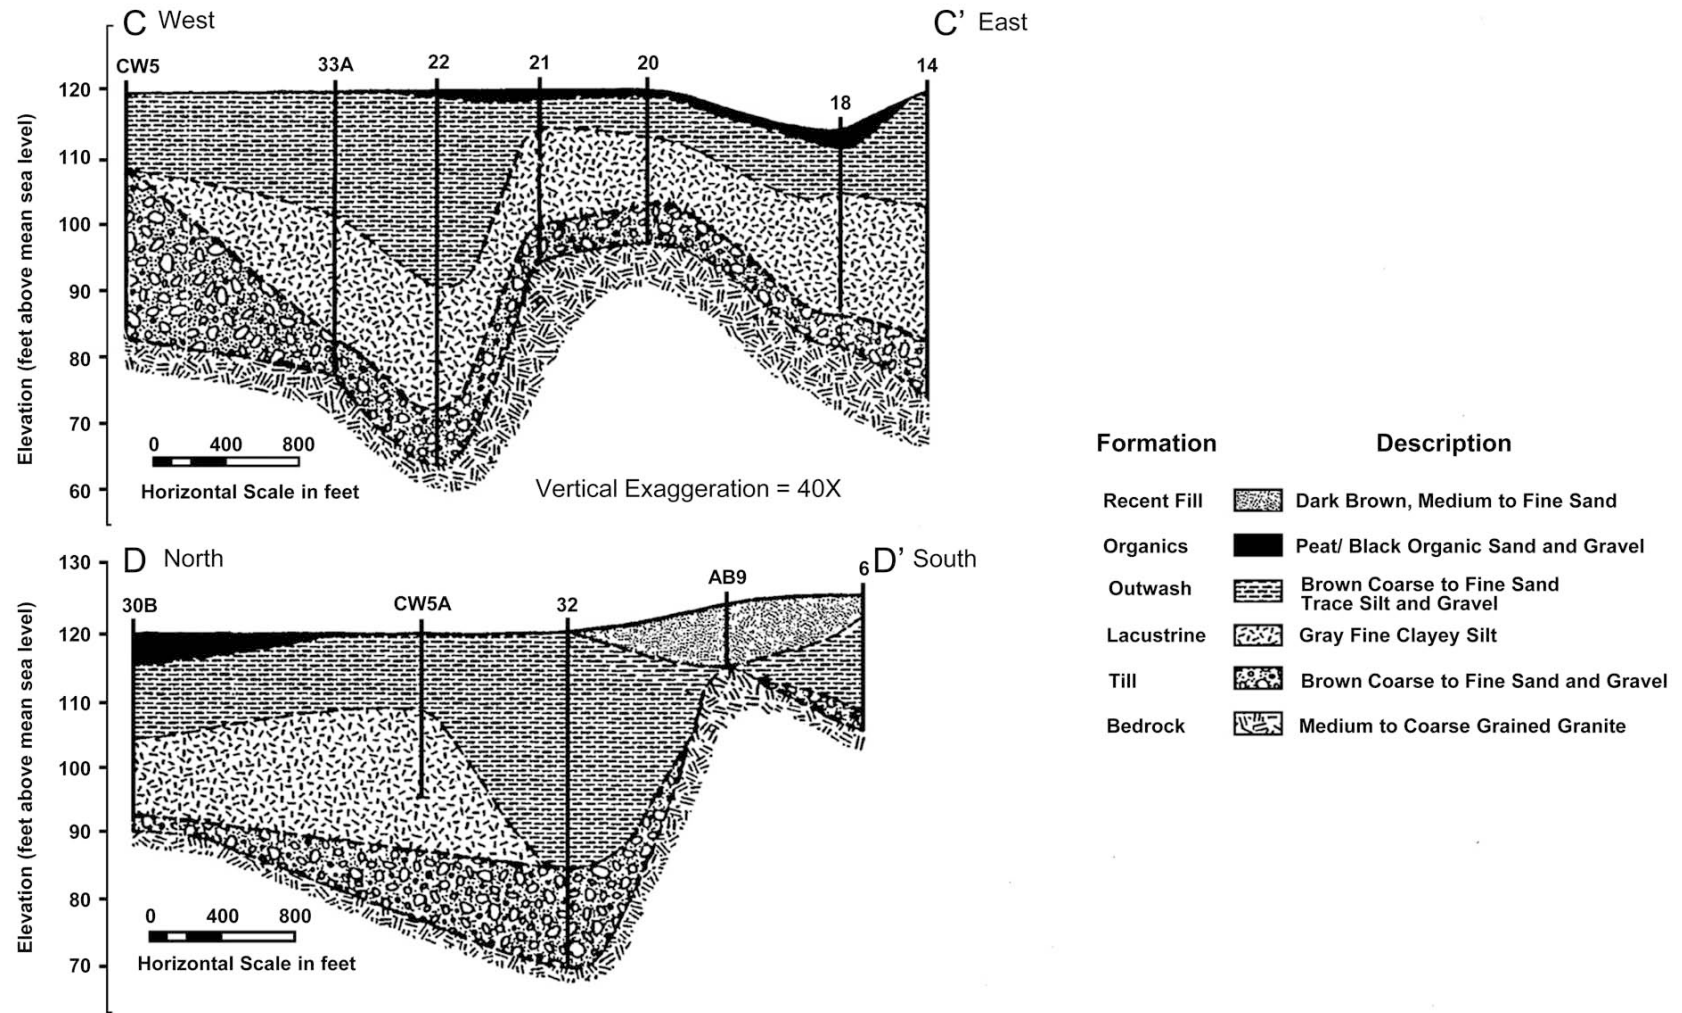 C West
C' East
CW5
33A
22
21
20
18
14
Elevation (feet above mean sea level)
120
110
100
90
80
70
60
0 400 800
Horizontal Scale in feet
Vertical Exaggeration = 40X
D North
D' South
30B
CW5A
32
AB9
6
Elevation (feet above mean sea level)
130
120
110
100
90
80
70
0 400 800
Horizontal Scale in feet
Formation Description
Recent Fill Dark Brown, Medium to Fine Sand
Organics Peat/ Black Organic Sand and Gravel
Outwash Brown Coarse to Fine Sand
Trace Silt and Gravel
Lacustrine Gray Fine Clayey Silt
Till Brown Coarse to Fine Sand and Gravel
Bedrock Medium to Coarse Grained Granite